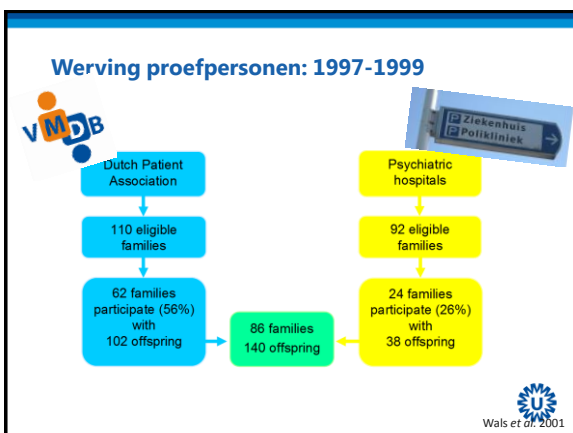 Werving proefpersonen: 1997-1999
VMDB
P Ziekenhuis
P Polikliniek
Dutch Patient
Association
Psychiatric
hospitals
110 eligible
families
92 eligible
families
62 families
participate (56%)
with
102 offspring
24 families
participate (26%)
with
38 offspring
86 families
140 offspring
U
Wals et al. 2001